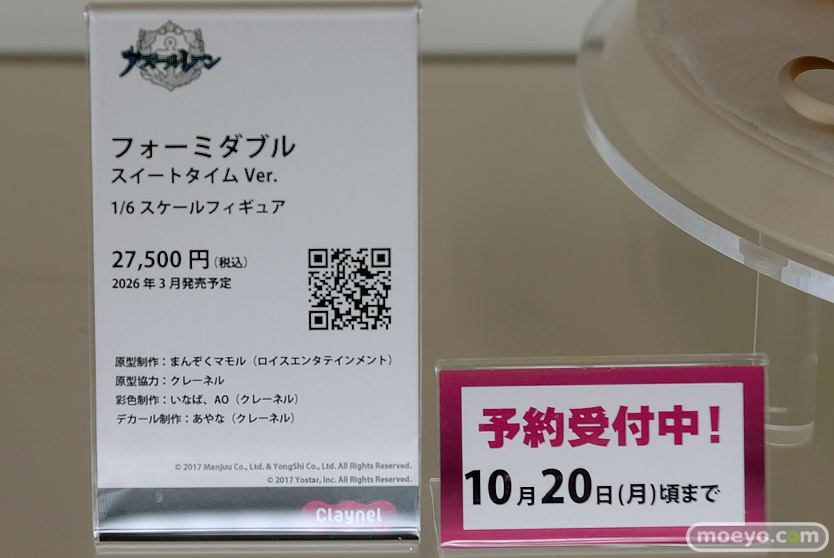 アズールレーン
フォーミダブル
スイートタイム Ver.
1/6 スケールフィギュア
27,500 円(税込)
2026 年 3 月発売予定
原型制作：まんぞくマモル（ロイスエンタテインメント）
原型協力：クレーネル
彩色制作：いなば、AO（クレーネル）
デカール制作：あやな（クレーネル）
© 2017 Manjuu Co., Ltd. & YongShi Co., Ltd. All Rights Reserved.
© 2017 Yostar, Inc. All Rights Reserved.
Claynel
予約受付中！
10月20日(月)頃まで
moeyo.com